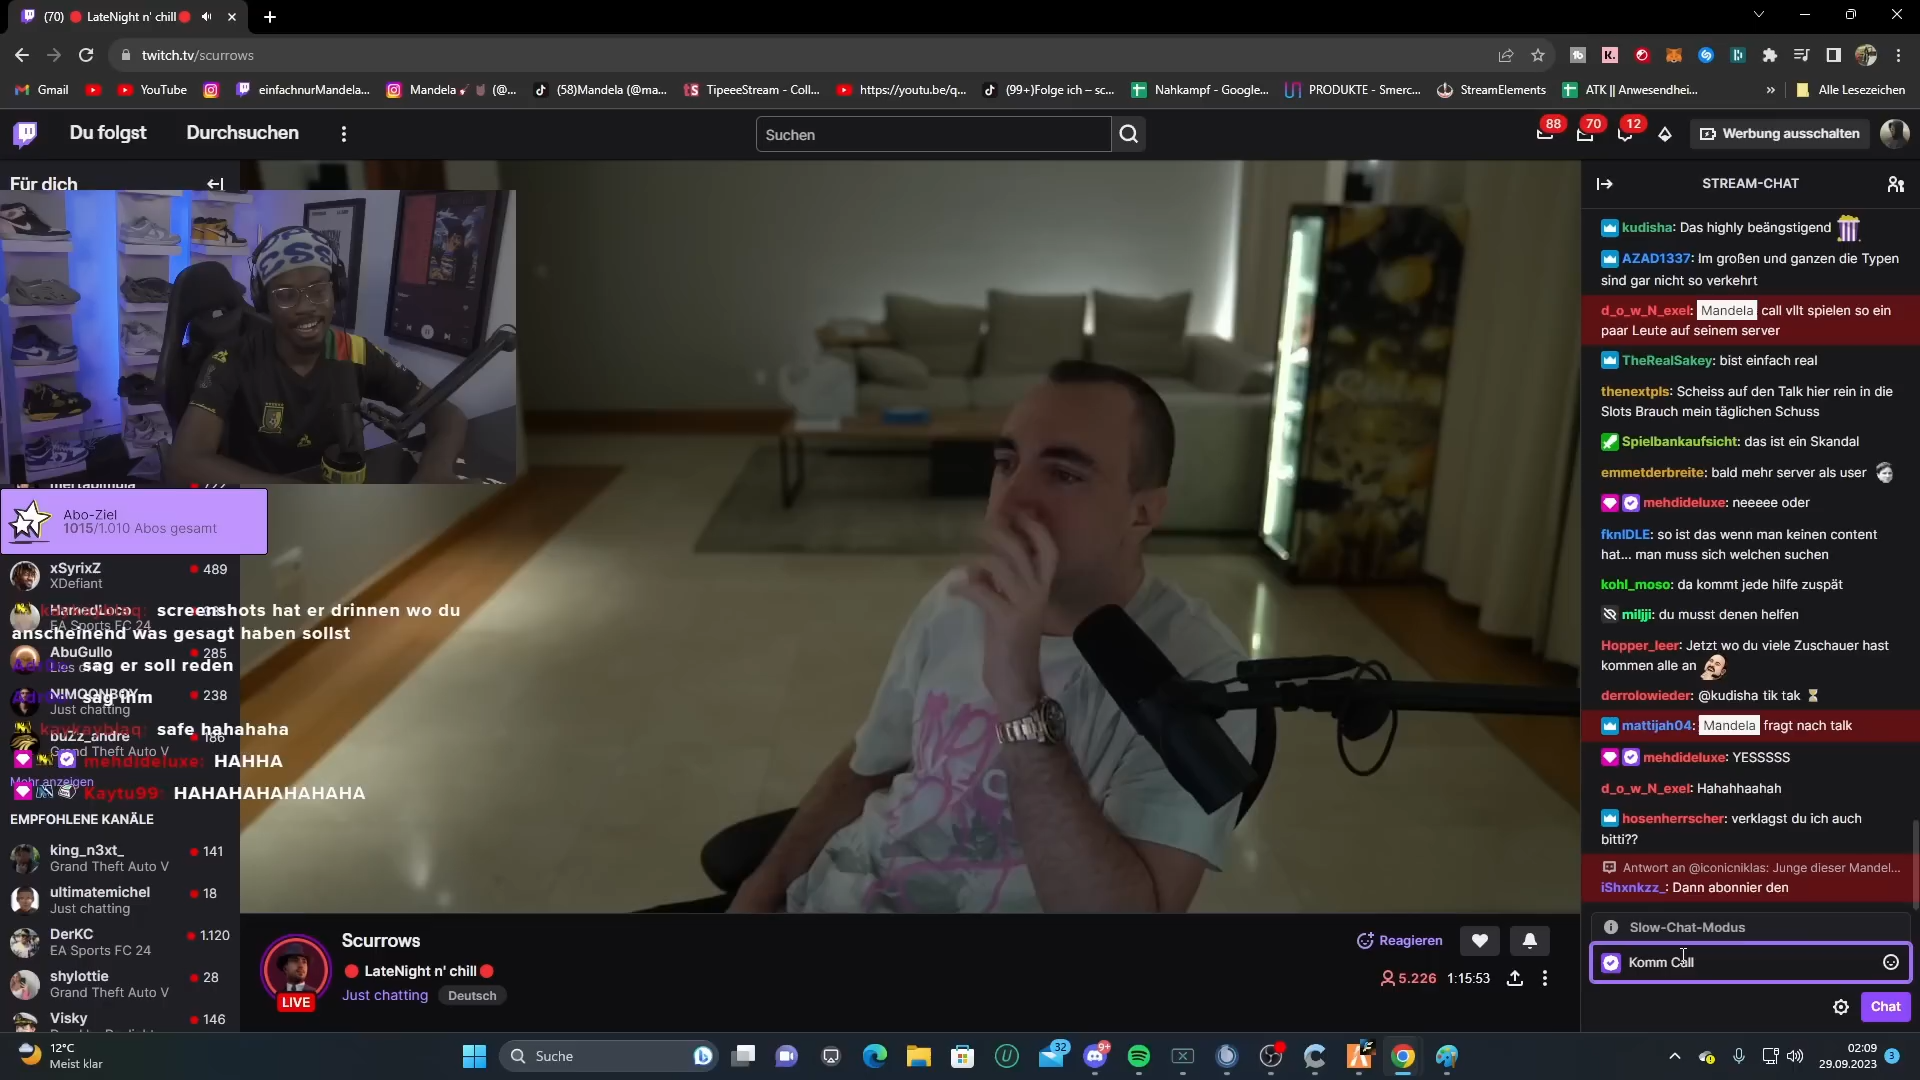 (70) 🔴 LateNight n' chill🔴
twitch.tv/scurrows
Gmail
YouTube
einfachnurMandela...
Mandela
(@...
(58)Mandela (@ma...
TipeeeStream - Coll...
https://youtu.be/q...
(99+)Folge ich – sc...
Nahkampf - Google...
PRODUKTE - Smerc...
StreamElements
ATK || Anwesendhei...
»
Alle Lesezeichen
Du folgst
Durchsuchen
Suchen
88
70
12
Werbung ausschalten
Für dich
Abo-Ziel
1015/1.010 Abos gesamt
xSyrixZ
489
XDefiant
EA Sports FC 24
kaykayblaq: screenshots hat er drinnen wo du
anscheinend was gesagt haben sollst
AbuGullo
285
sag er soll reden
N!MOONBOY
238
sag ihm
Just chatting
kaykayblaq: safe hahahaha
buZz_andre
186
Grand Theft Auto V
mehdideluxe: HAHHA
Mehr anzeigen
Kaytu99: HAHAHAHAHAHAHA
EMPFOHLENE KANÄLE
king_n3xt_
141
Grand Theft Auto V
ultimatemichel
18
Just chatting
DerKC
1.120
EA Sports FC 24
shylottie
28
Grand Theft Auto V
Visky
146
Scurrows
🔴 LateNight n' chill🔴
Just chatting
Deutsch
LIVE
Reagieren
5.226
1:15:53
STREAM-CHAT
kudisha: Das highly beängstigend
AZAD1337: Im großen und ganzen die Typen
sind gar nicht so verkehrt
d_o_w_N_exel: Mandela call vllt spielen so ein
paar Leute auf seinem server
TheRealSakey: bist einfach real
thenextpls: Scheiss auf den Talk hier rein in die
Slots Brauch mein täglichen Schuss
Spielbankaufsicht: das ist ein Skandal
emmetderbreite: bald mehr server als user
mehdideluxe: neeeee oder
fknIDLE: so ist das wenn man keinen content
hat... man muss sich welchen suchen
kohl_moso: da kommt jede hilfe zuspät
miljji: du musst denen helfen
Hopper_leer: Jetzt wo du viele Zuschauer hast
kommen alle an
derrolowieder: @kudisha tik tak ⏳
mattijah04: Mandela fragt nach talk
mehdideluxe: YESSSSS
d_o_w_N_exel: Hahahhaahah
hosenherrscher: verklagst du ich auch
bitti??
Antwort an @iconicniklas: Junge dieser Mandel...
iShxnkzz_: Dann abonnier den
Slow-Chat-Modus
Komm Call
Chat
12°C
Meist klar
Suche
32
9+
02:09
29.09.2023
3